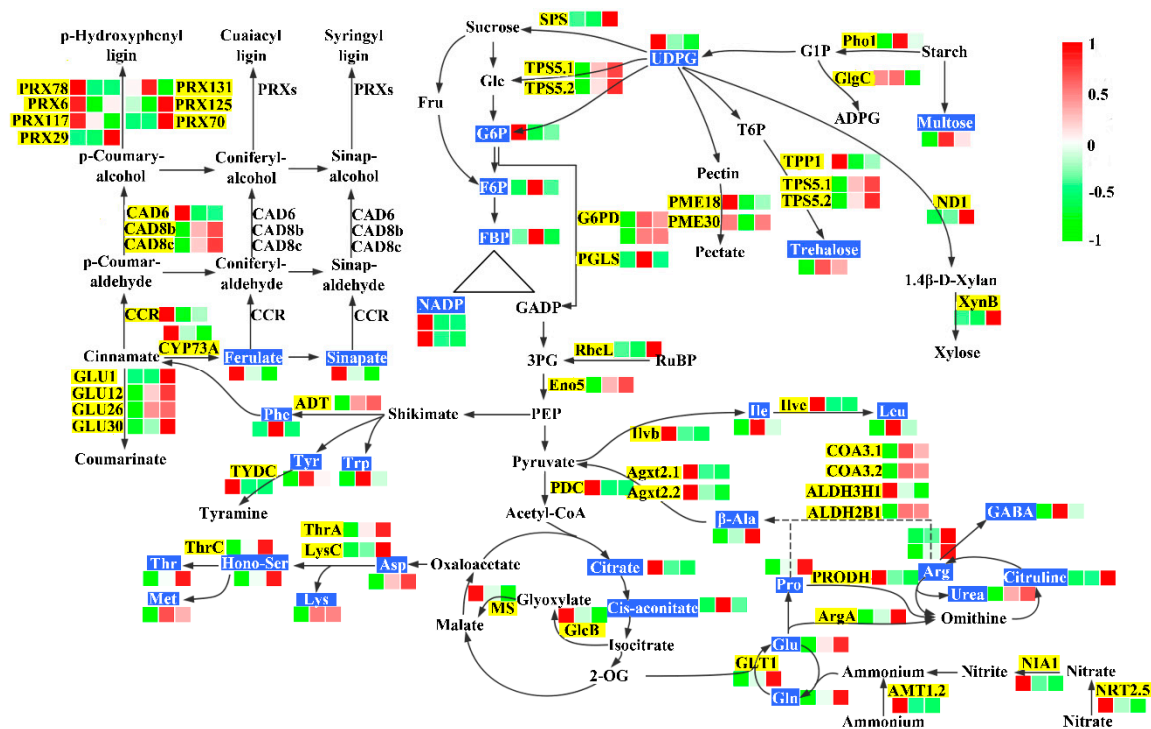 p-Hydroxyphenyl
ligin
Cuaiacyl
ligin
Syringyl
ligin
PRX78
PRX131
PRX6
PRX125
PRX117
PRX70
PRX29
PRXs
PRXs
p-Coumary-
alcohol
Coniferyl-
alcohol
Sinap-
alcohol
CAD6
CAD8b
CAD8c
CAD6
CAD8b
CAD8c
CAD6
CAD8b
CAD8c
p-Coumar-
aldehyde
Coniferyl-
aldehyde
Sinap-
aldehyde
CCR
CCR
CCR
Cinnamate
CYP73A
Ferulate
Sinapate
GLU1
GLU12
GLU26
GLU30
Coumarinate
Phe
ADT
Shikimate
Tyr
Trp
TYDC
Tyramine
Sucrose
SPS
UDPG
Glc
TPS5.1
TPS5.2
Fru
G6P
F6P
FBP
G6PD
PGLS
NADP
GADP
3PG
RbcL
RuBP
Eno5
PEP
G1P
Pho1
Starch
GlgC
ADPG
Multose
T6P
TPP1
TPS5.1
TPS5.2
Trehalose
Pectin
PME18
PME30
Pectate
ND1
1.4β-D-Xylan
XynB
Xylose
1
0.5
0
-0.5
-1
Pyruvate
Ilvb
Ile
Ilve
Leu
Agxt2.1
Agxt2.2
PDC
Acetyl-CoA
β-Ala
COA3.1
COA3.2
ALDH3H1
ALDH2B1
GABA
ThrA
ThrC
LysC
Thr
Hono-Ser
Asp
Met
Lys
Oxaloacctate
Citrate
Cis-aconitate
Glyoxylate
MS
GlcB
Malate
Isocitrate
2-OG
Pro
PRODH
Arg
Citruline
Urea
ArgA
Omithine
Glu
GLT1
Gln
Ammonium
Nitrite
NIA1
Nitrate
AMT1.2
NRT2.5
Ammonium
Nitrate